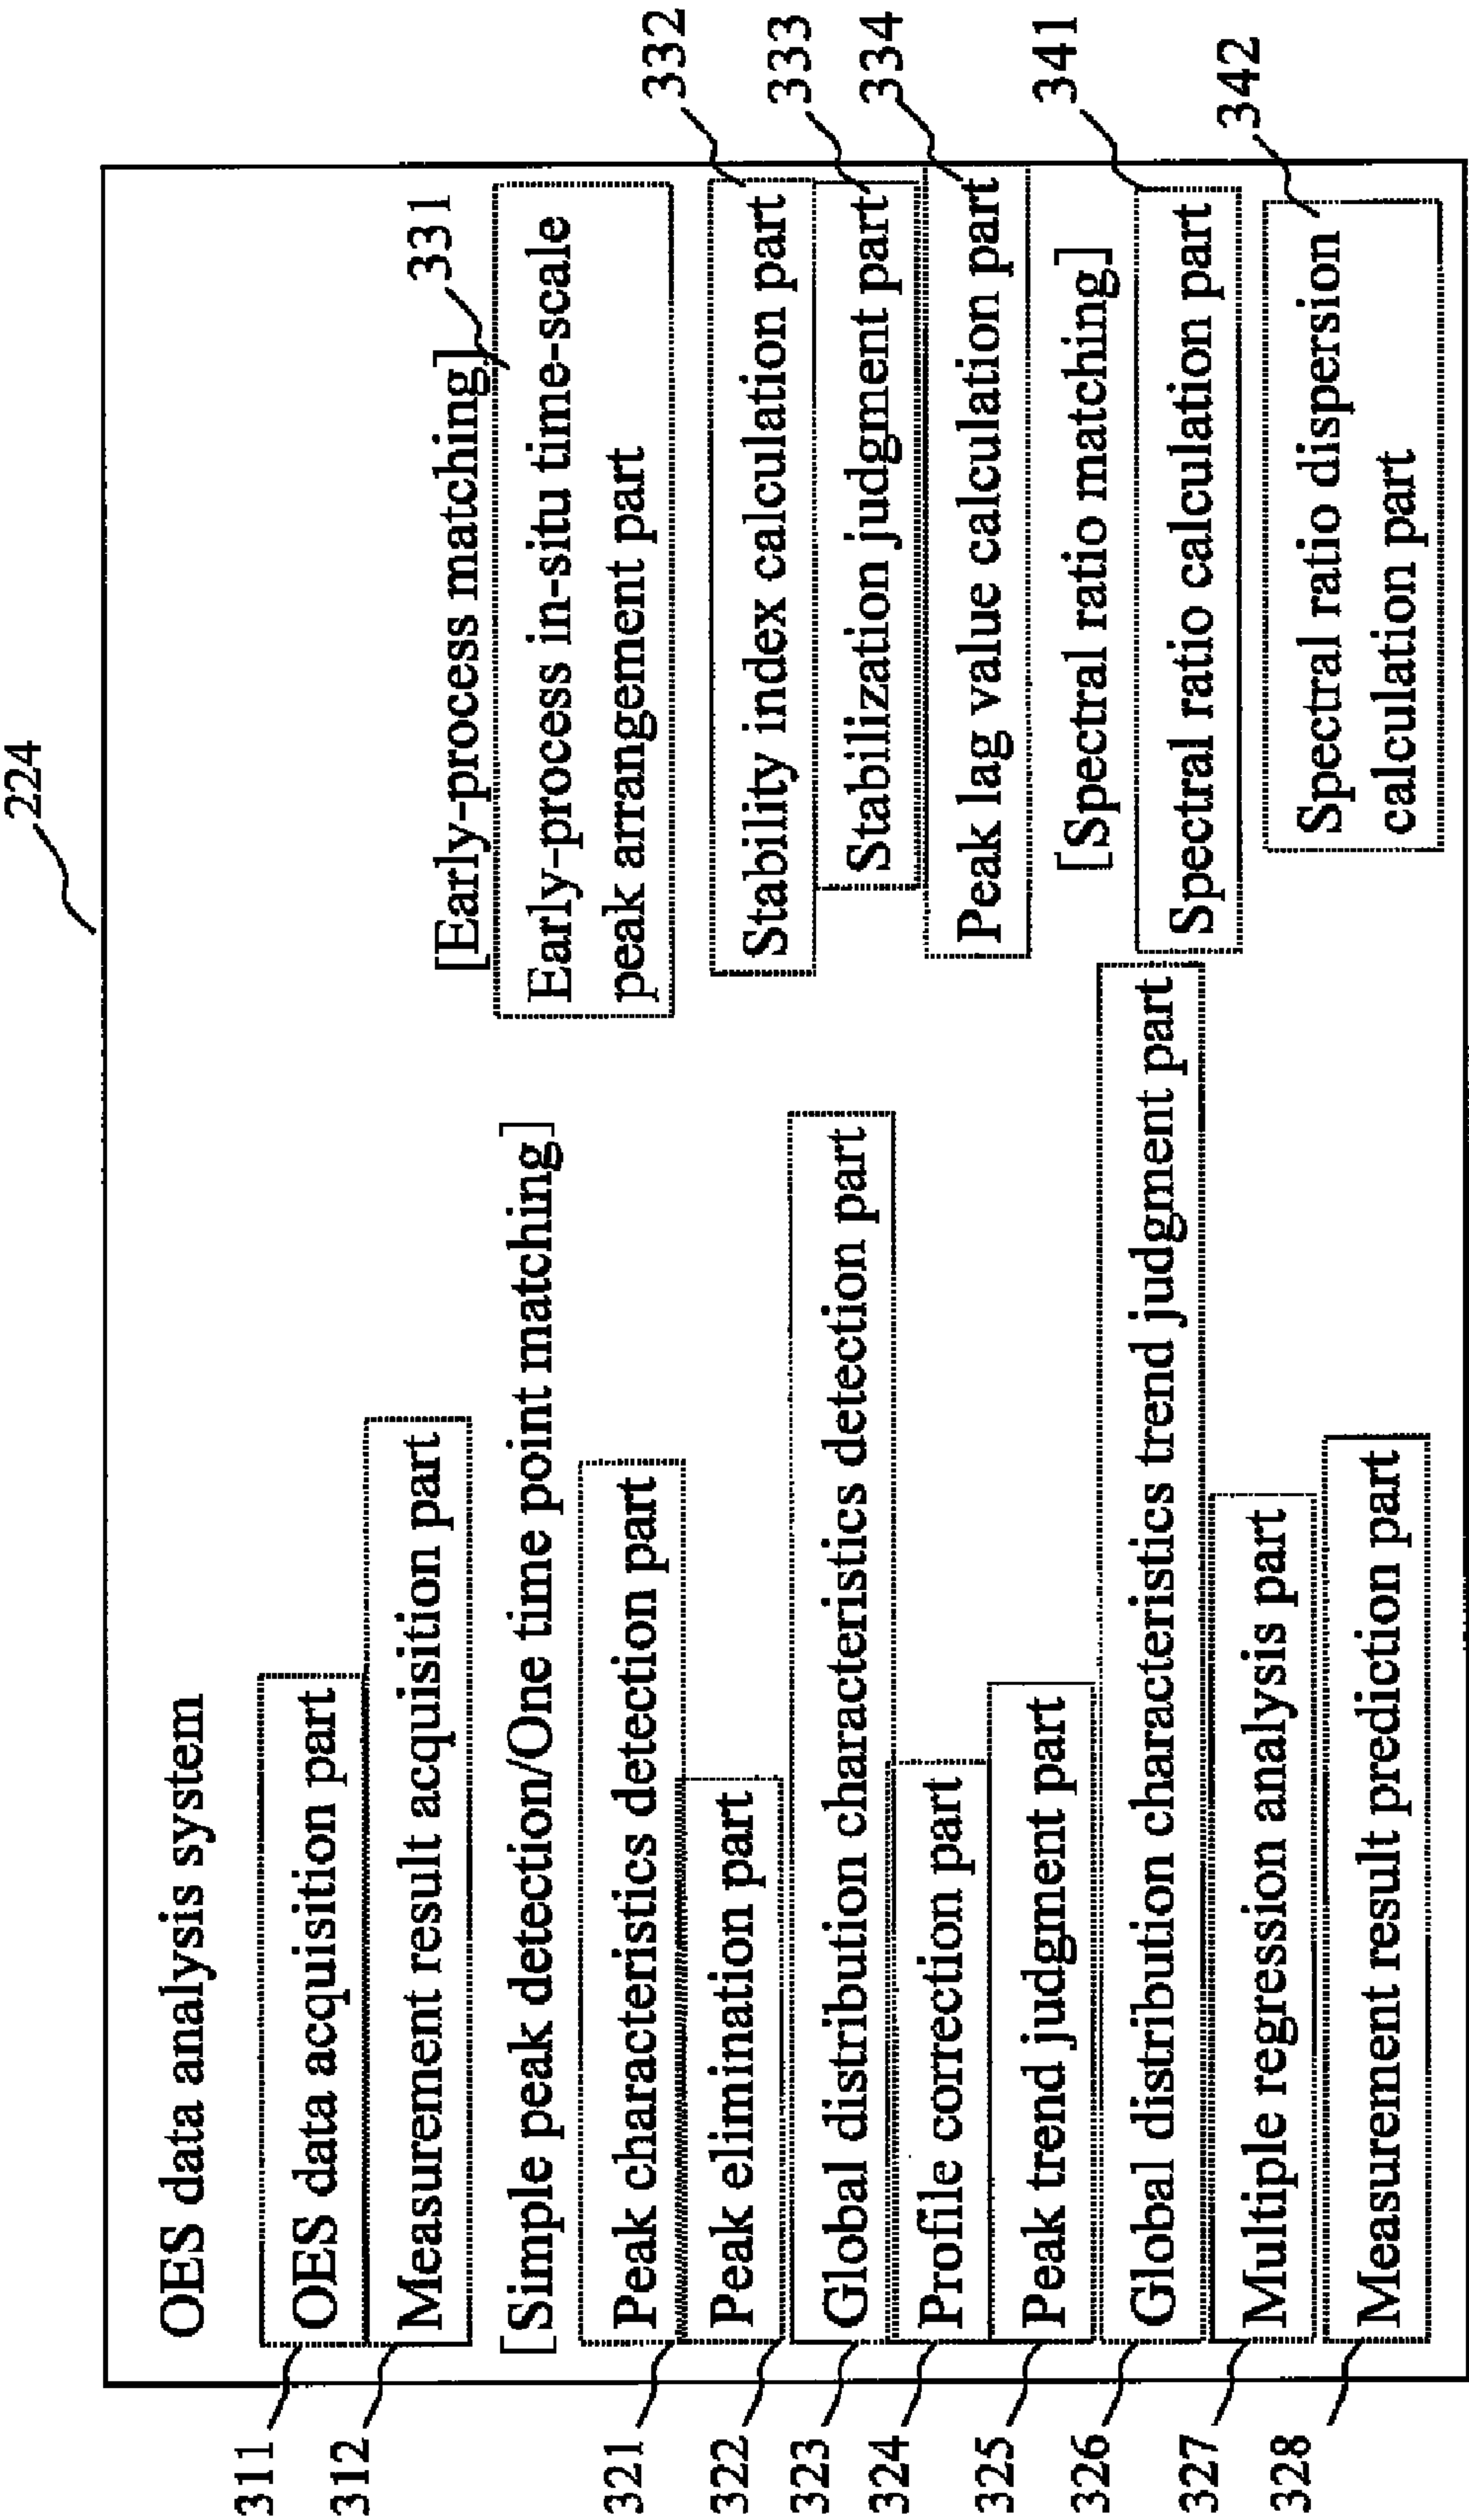 224
OES data analysis system
311
OES data acquisition part
312
Measurement result acquisition part
[Simple peak detection/One time point matching]
321
Peak characteristics detection part
322
Peak elimination part
323
Global distribution characteristics detection part
324
Profile correction part
325
Peak trend judgment part
326
Global distribution characteristics trend judgment part
327
Multiple regression analysis part
328
Measurement result prediction part
[Early-process matching]
331
Early-process in-situ time-scale
peak arrangement part
332
Stability index calculation part
333
Stabilization judgment part
334
Peak lag value calculation part
[Spectral ratio matching]
341
Spectral ratio calculation part
342
Spectral ratio dispersion
calculation part